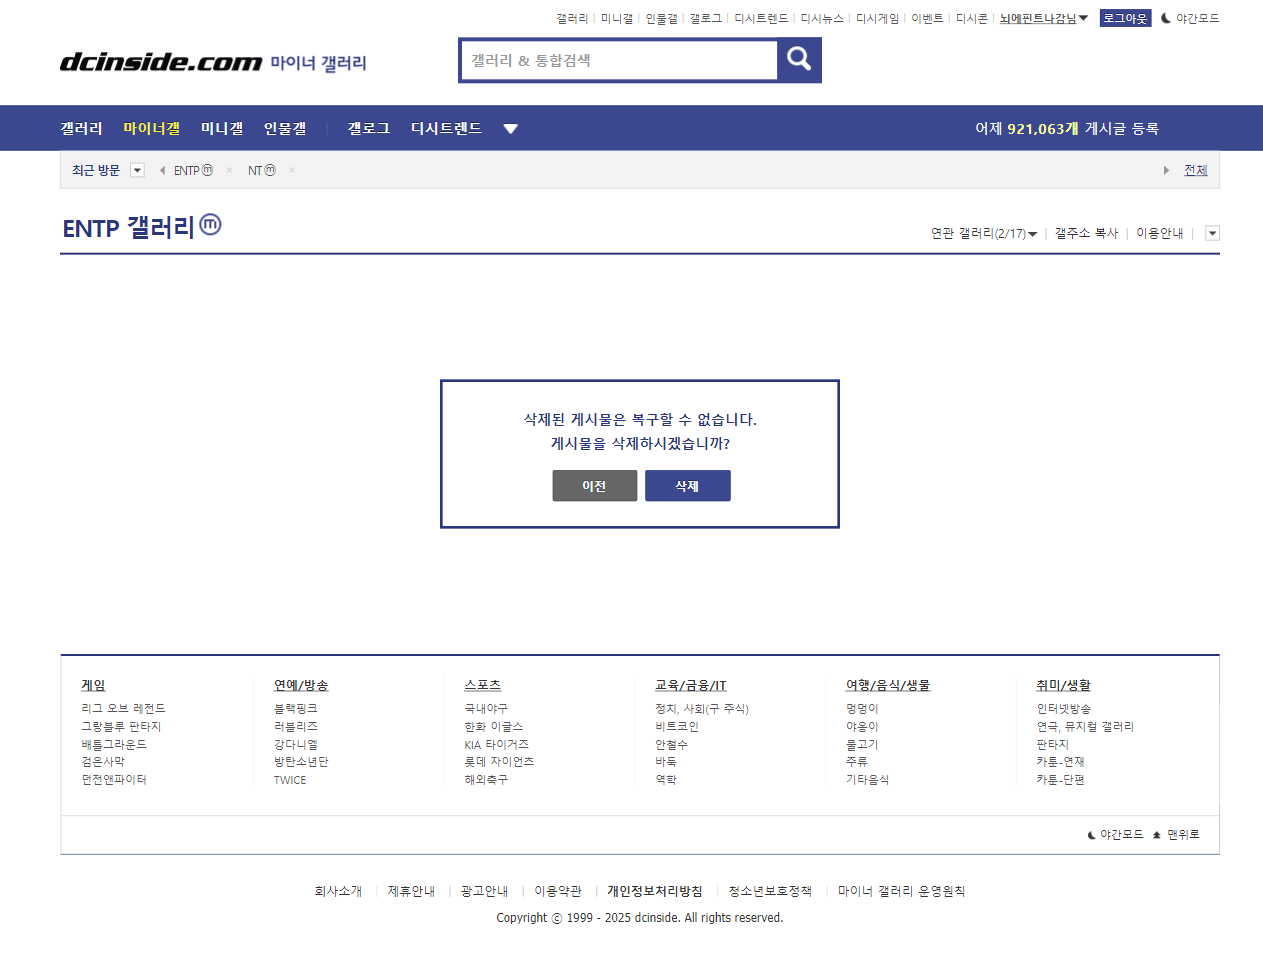 갤러리 미니갤 인물갤 갤로그 디시트렌드 디시뉴스 디시게임 이벤트 디시콘 뇌에핀트나감님 로그아웃 야간모드
dcinside.com 마이너 갤러리
갤러리 & 통합검색
갤러리 마이너갤 미니갤 인물갤 갤로그 디시트렌드 어제 921,063개 게시글 등록
최근 방문 ENTPⓜ × NTⓜ × 전체
ENTP 갤러리ⓜ
연관 갤러리(2/17) 갤주소 복사 이용안내
삭제된 게시물은 복구할 수 없습니다.
게시물을 삭제하시겠습니까?
이전 삭제
게임 연예/방송 스포츠 교육/금융/IT 여행/음식/생물 취미/생활
리그 오브 레전드 블랙핑크 국내야구 정치, 사회(구 주식) 멍멍이 인터넷방송
그랑블루 판타지 러블리즈 한화 이글스 비트코인 야옹이 연극, 뮤지컬 갤러리
배틀그라운드 강다니엘 KIA 타이거즈 안철수 물고기 판타지
검은사막 방탄소년단 롯데 자이언츠 바둑 주류 카툰-연재
던전앤파이터 TWICE 해외축구 역학 기타음식 카툰-단편
야간모드 맨위로
회사소개 제휴안내 광고안내 이용약관 개인정보처리방침 청소년보호정책 마이너 갤러리 운영원칙
Copyright ⓒ 1999 - 2025 dcinside. All rights reserved.